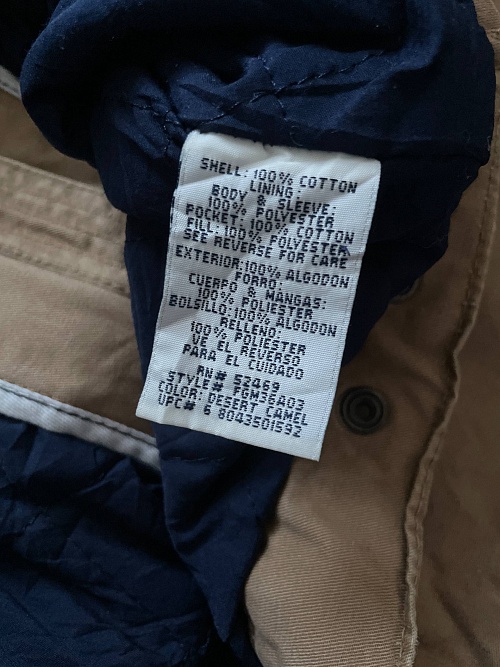 SHELL: 100% COTTON
LINING:
BODY & SLEEVE:
100% POLYESTER
POCKET: 100% COTTON
FILL: 100% POLYESTER
SEE REVERSE FOR CARE
EXTERIOR:100% ALGODON
FORRO:
CUERPO & MANGAS:
100% POLIESTER
BOLSILLO:100% ALGODON
RELLENO:
100% POLIESTER
VE EL REVERSO
PARA EL CUIDADO
RN# 52469
STYLE# FGM36A03
COLOR: DESERT CAMEL
UPC# 6 8043501592